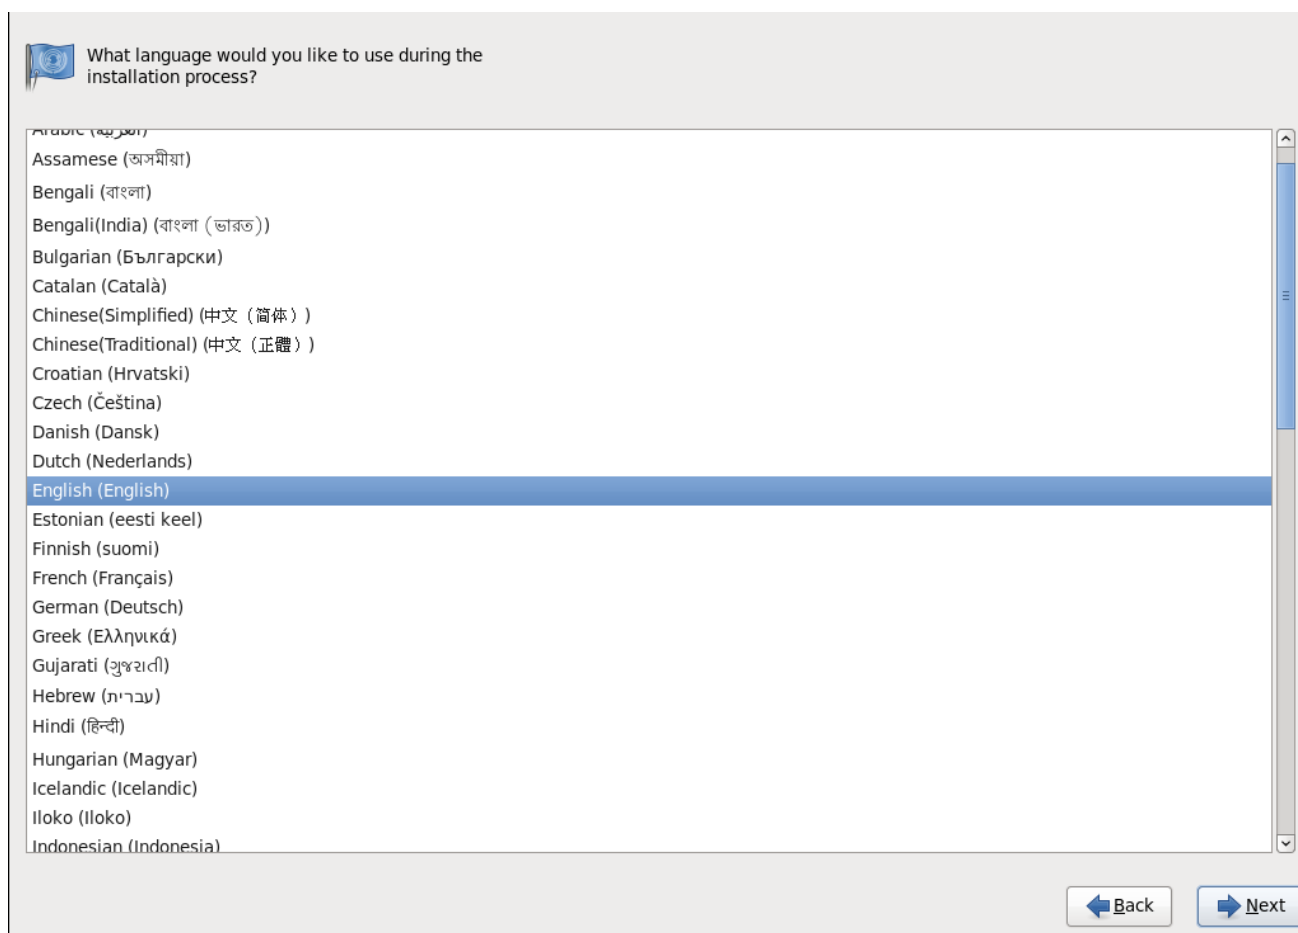 What language would you like to use during the
installation process?
Arabic (العربية)
Assamese (অসমীয়া)
Bengali (বাংলা)
Bengali(India) (বাংলা (ভারত))
Bulgarian (Български)
Catalan (Català)
Chinese(Simplified) (中文（简体）)
Chinese(Traditional) (中文（正體）)
Croatian (Hrvatski)
Czech (Čeština)
Danish (Dansk)
Dutch (Nederlands)
English (English)
Estonian (eesti keel)
Finnish (suomi)
French (Français)
German (Deutsch)
Greek (Ελληνικά)
Gujarati (ગુજરાતી)
Hebrew (עברית)
Hindi (हिन्दी)
Hungarian (Magyar)
Icelandic (Icelandic)
Iloko (Iloko)
Indonesian (Indonesia)
Back
Next